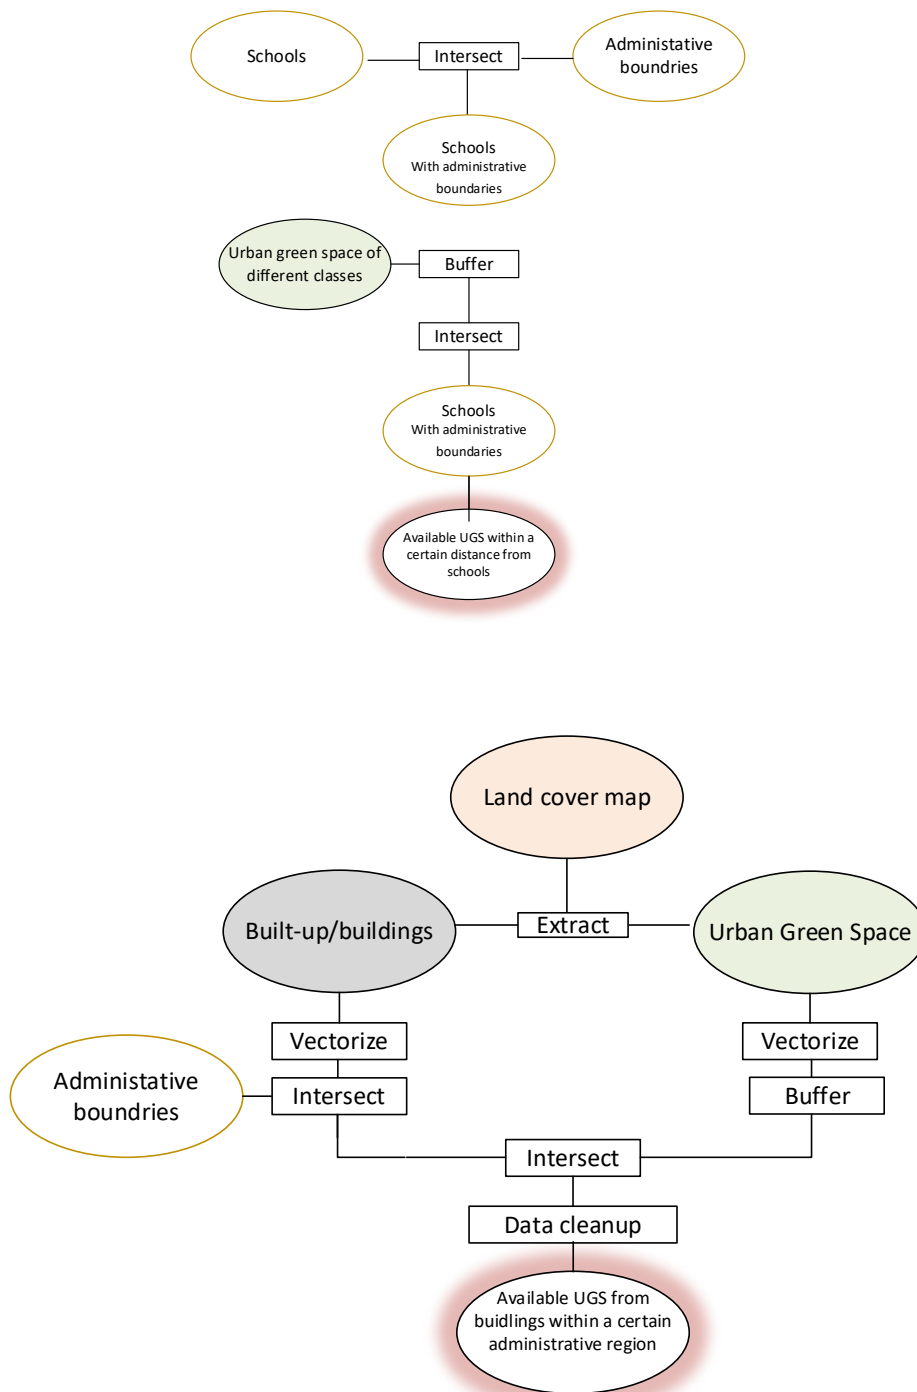 Schools
Intersect
Administative
boundries
Schools
With administrative
boundaries
Urban green space of
different classes
Buffer
Intersect
Schools
With administrative
boundaries
Available UGS within a
certain distance from
schools
Land cover map
Built-up/buildings
Extract
Urban Green Space
Vectorize
Vectorize
Administative
boundries
Intersect
Buffer
Intersect
Data cleanup
Available UGS from
buidlings within a certain
administrative region